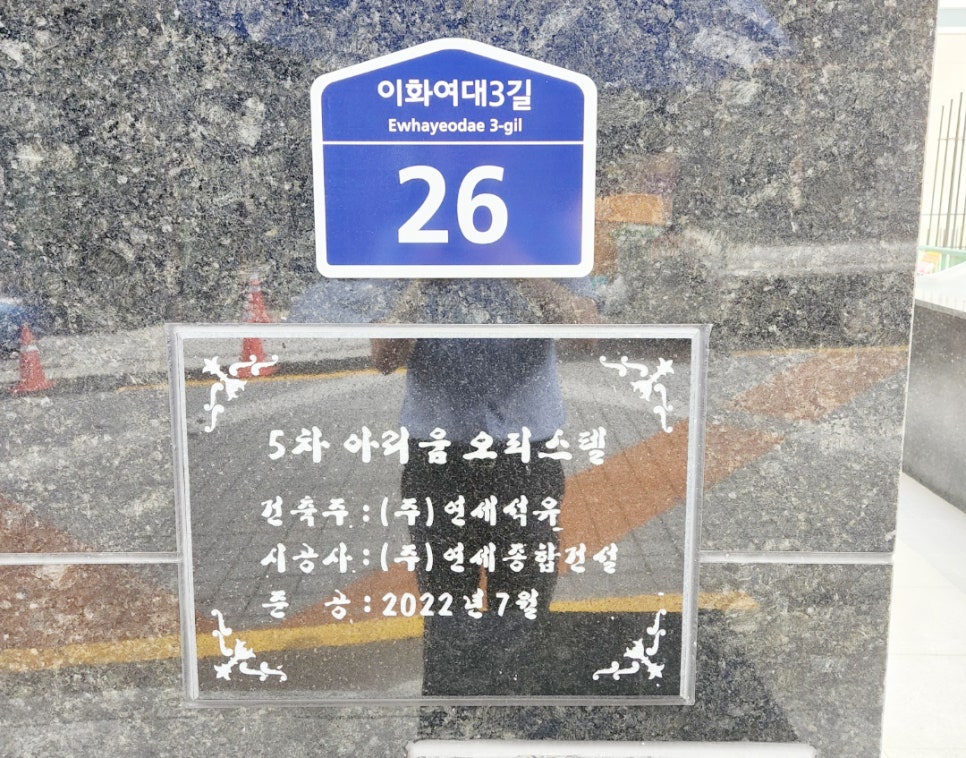 이화여대3길
Ewhayeodae 3-gil
26
5차 아리움 오피스텔
건축주 : (주) 연세석유
시공사 : (주) 연세종합건설
준 공 : 2022년 7월